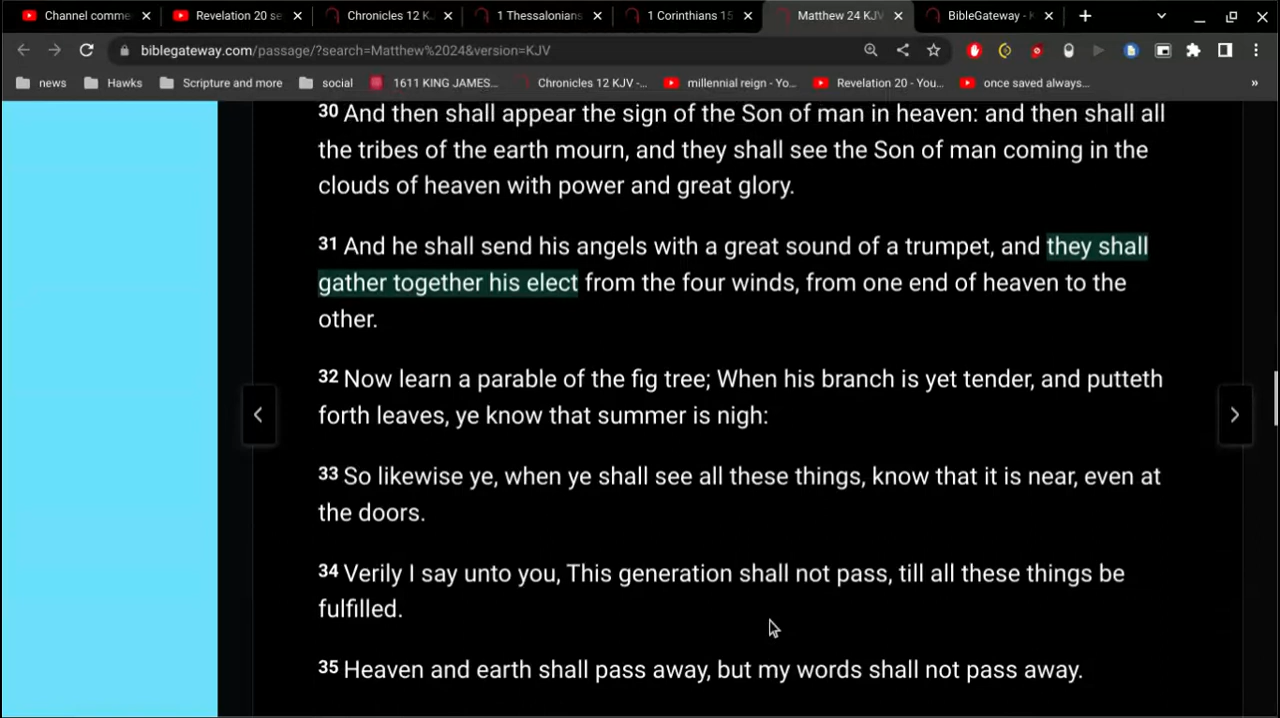 Channel comme
Revelation 20 se
Chronicles 12 K
1 Thessalonians
1 Corinthians 15
Matthew 24 KJV
BibleGateway - K
biblegateway.com/passage/?search=Matthew%2024&version=KJV
news
Hawks
Scripture and more
social
1611 KING JAMES...
Chronicles 12 KJV -...
millennial reign - Yo...
Revelation 20 - You...
once saved always...
»
30 And then shall appear the sign of the Son of man in heaven: and then shall all
the tribes of the earth mourn, and they shall see the Son of man coming in the
clouds of heaven with power and great glory.
31 And he shall send his angels with a great sound of a trumpet, and they shall
gather together his elect from the four winds, from one end of heaven to the
other.
32 Now learn a parable of the fig tree; When his branch is yet tender, and putteth
forth leaves, ye know that summer is nigh:
33 So likewise ye, when ye shall see all these things, know that it is near, even at
the doors.
34 Verily I say unto you, This generation shall not pass, till all these things be
fulfilled.
35 Heaven and earth shall pass away, but my words shall not pass away.